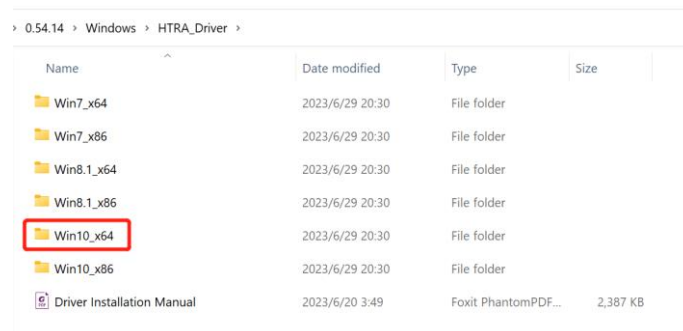 › 0.54.14 › Windows › HTRA_Driver ›
Name Date modified Type Size
Win7_x64 2023/6/29 20:30 File folder
Win7_x86 2023/6/29 20:30 File folder
Win8.1_x64 2023/6/29 20:30 File folder
Win8.1_x86 2023/6/29 20:30 File folder
Win10_x64 2023/6/29 20:30 File folder
Win10_x86 2023/6/29 20:30 File folder
Driver Installation Manual 2023/6/20 3:49 Foxit PhantomPDF... 2,387 KB